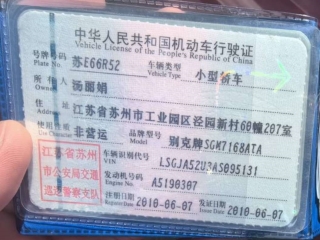 中华人民共和国机动车行驶证
Vehicle License of the People's Republic of China
号牌号码 Plate No. 苏E66R52 车辆类型 Vehicle Type 小型轿车
所有人 Owner 杨丽娟
住址 Address 江苏省苏州市工业园区泾园新村60幢207室
使用性质 Use Character 非营运 品牌型号 Model 别克牌SGM7168ATA
江苏省苏州市公安局交通巡逻警察支队
车辆识别代号 VIN LSGJA52U3AS095131
发动机号码 Engine No. A5190307
注册日期 2010-06-07 发证日期 2010-06-07